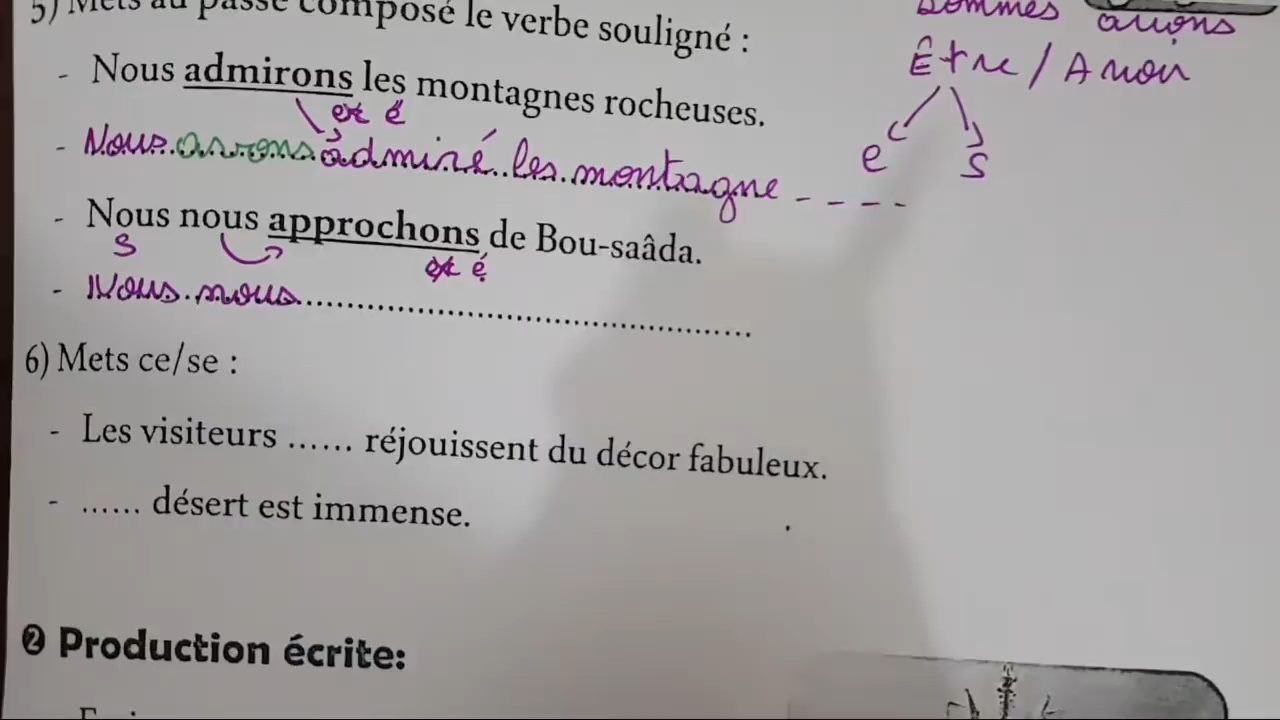 5) Mets au passé composé le verbe souligné :
sommes avons
Être / Avoir
e s
- Nous admirons les montagnes rocheuses.
er é
- Nous avons admiré les montagne ----
- Nous nous approchons de Bou-saâda.
s er é
- Nous nous........................................................
6) Mets ce/se :
- Les visiteurs ...... réjouissent du décor fabuleux.
- ...... désert est immense.
❷ Production écrite: